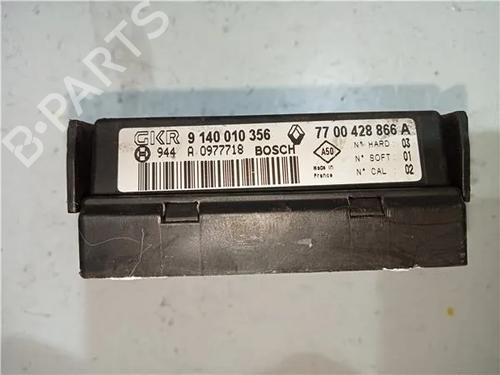 B-PARTS
GKR 9 140 010 356 77 00 428 866 A
944 A 0977718 BOSCH A50 N° HARD : 03
N° SOFT : 01
Made in France N° CAL : 02